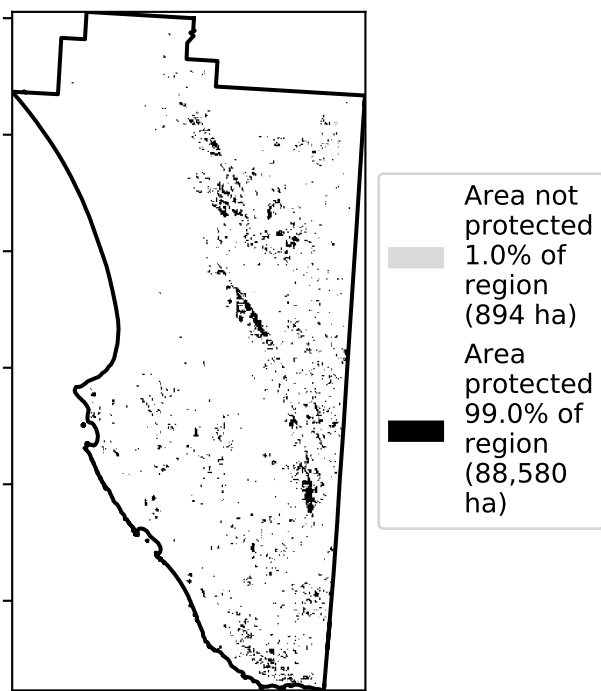 Area not
protected
1.0% of
region
(894 ha)
Area
protected
99.0% of
region
(88,580
ha)